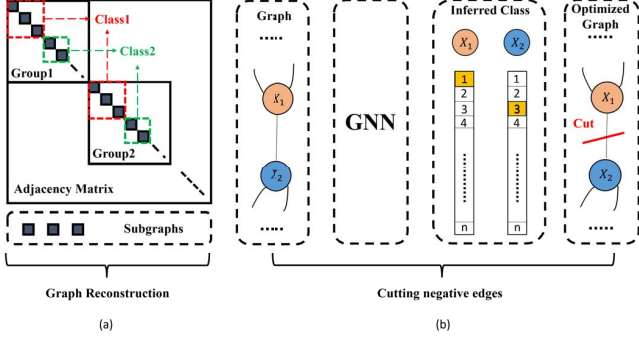 Class1
Class2
Group1
Group2
Adjacency Matrix
Subgraphs
Graph Reconstruction
(a)
Graph
X₁
X₂
GNN
Inferred Class
X₁ X₂
1 1
2 2
3 3
4 4
n n
Optimized
Graph
X₁
Cut
X₂
Cutting negative edges
(b)